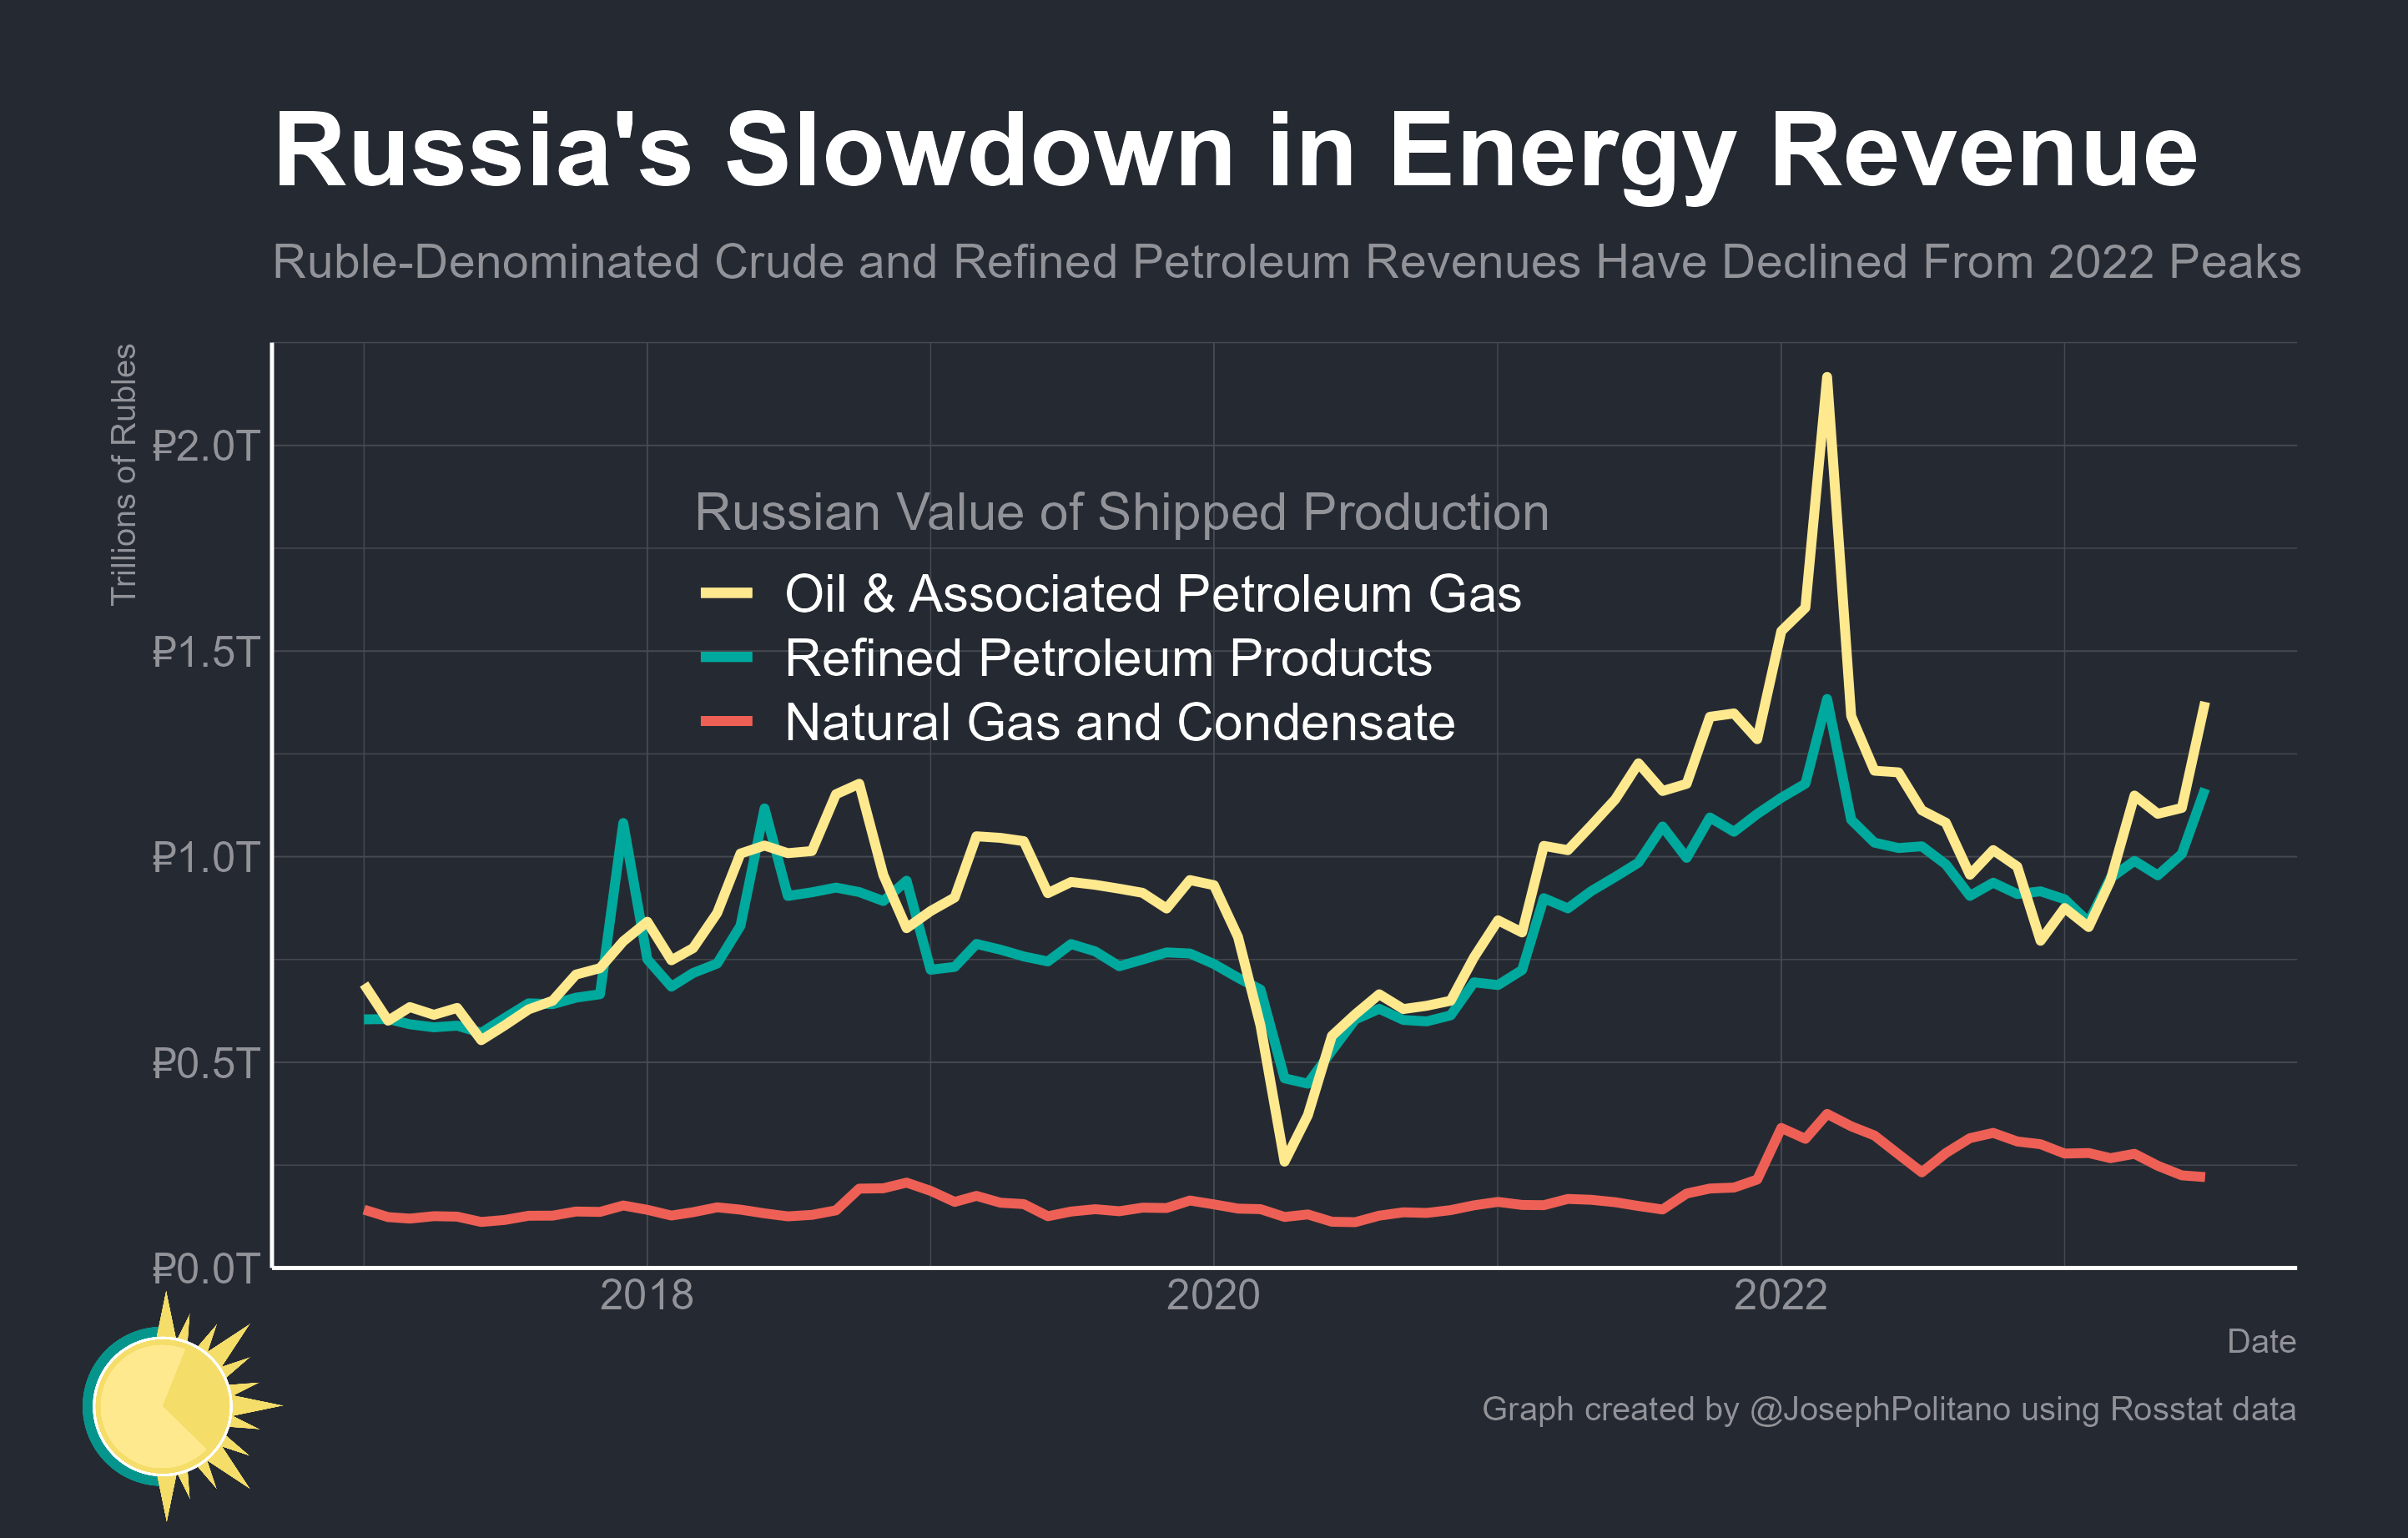 Russia's Slowdown in Energy Revenue
Ruble-Denominated Crude and Refined Petroleum Revenues Have Declined From 2022 Peaks
Trillions of Rubles
₽2.0T
₽1.5T
₽1.0T
₽0.5T
₽0.0T
Russian Value of Shipped Production
Oil & Associated Petroleum Gas
Refined Petroleum Products
Natural Gas and Condensate
2018 2020 2022
Date
Graph created by @JosephPolitano using Rosstat data